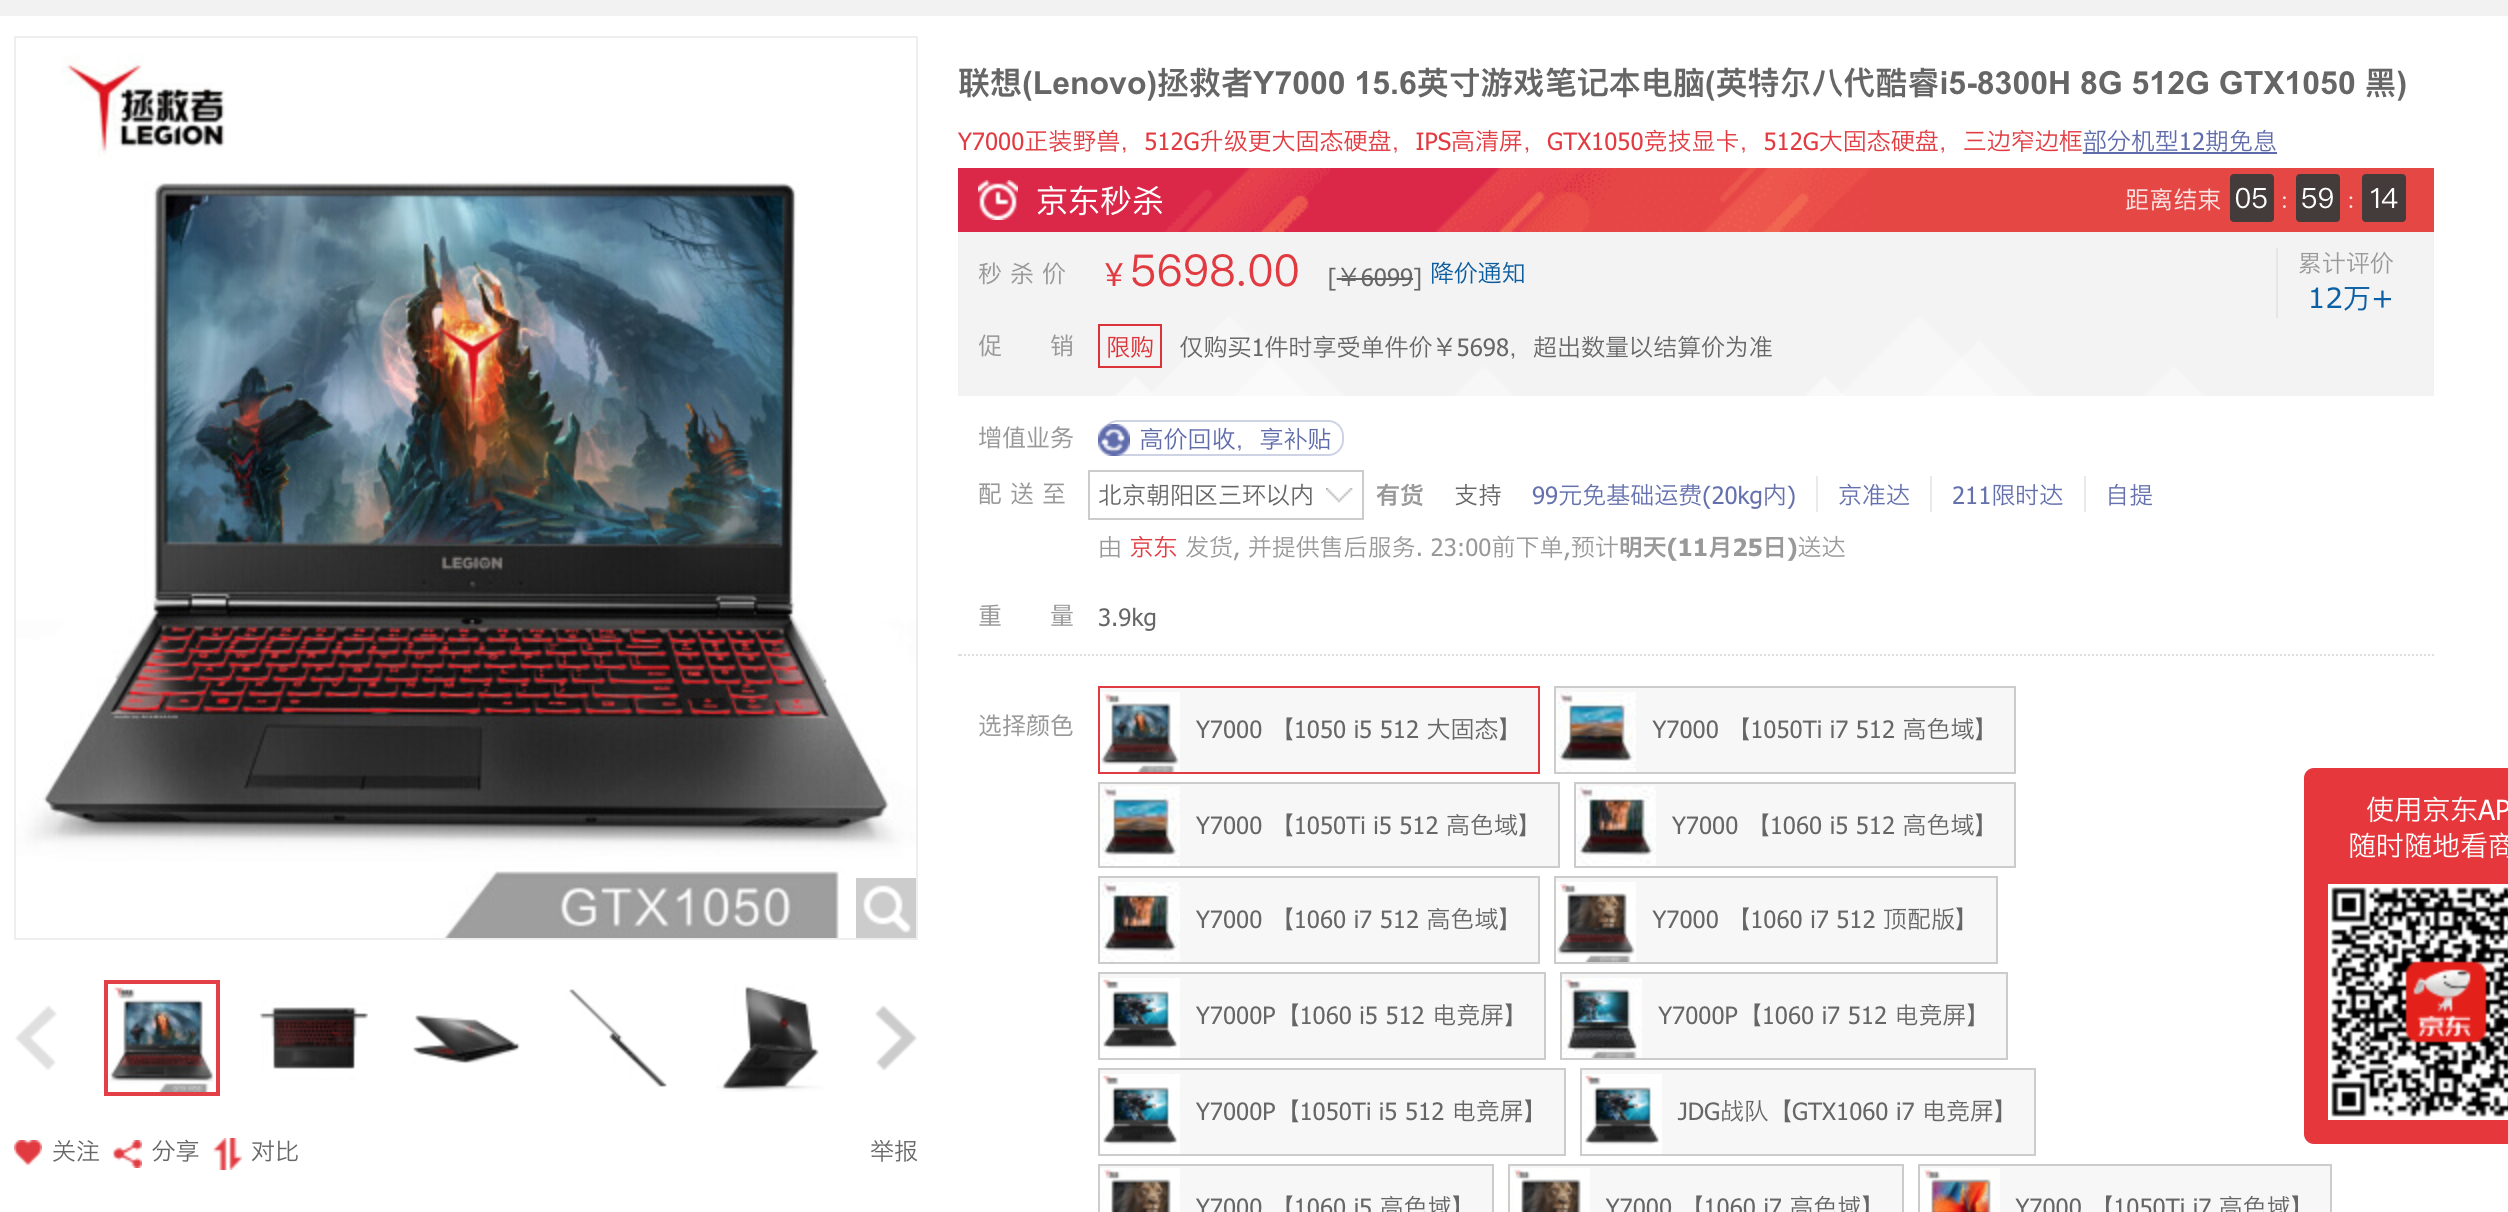 拯救者
LEGION
LEGION
GTX1050
关注 分享 对比
举报
联想(Lenovo)拯救者Y7000 15.6英寸游戏笔记本电脑(英特尔八代酷睿i5-8300H 8G 512G GTX1050 黑)
Y7000正装野兽，512G升级更大固态硬盘，IPS高清屏，GTX1050竞技显卡，512G大固态硬盘，三边窄边框部分机型12期免息
京东秒杀 距离结束 05 : 59 : 14
秒杀价 ￥5698.00 [￥6099] 降价通知
累计评价
12万+
促销 限购 仅购买1件时享受单件价￥5698，超出数量以结算价为准
增值业务 高价回收，享补贴
配送至 北京朝阳区三环以内 有货 支持 99元免基础运费(20kg内) 京准达 211限时达 自提
由 京东 发货, 并提供售后服务. 23:00前下单,预计明天(11月25日)送达
重量 3.9kg
选择颜色 Y7000 【1050 i5 512 大固态】 Y7000 【1050Ti i7 512 高色域】
Y7000 【1050Ti i5 512 高色域】 Y7000 【1060 i5 512 高色域】
Y7000 【1060 i7 512 高色域】 Y7000 【1060 i7 512 顶配版】
Y7000P【1060 i5 512 电竞屏】 Y7000P【1060 i7 512 电竞屏】
Y7000P【1050Ti i5 512 电竞屏】 JDG战队【GTX1060 i7 电竞屏】
Y7000 【1060 i5 高色域】 Y7000 【1060 i7 高色域】 Y7000 【1050Ti i7 高色域】
使用京东AP
随时随地看商
京东